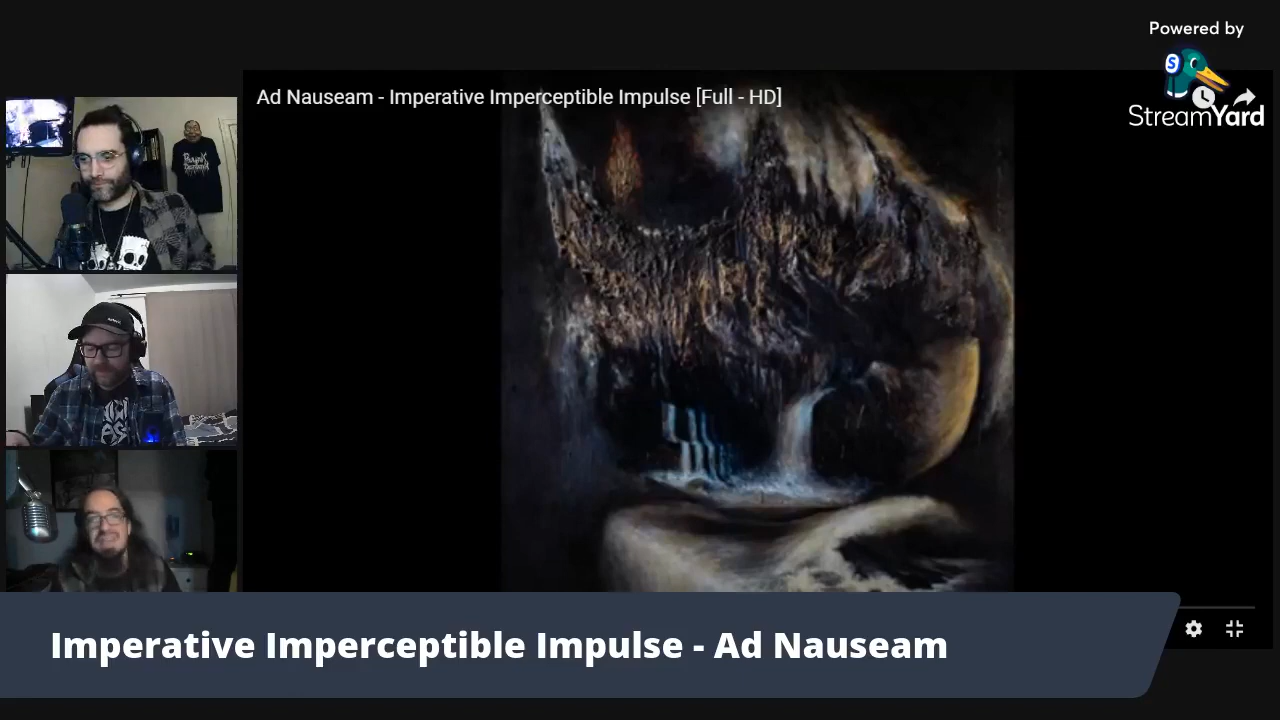 Powered by
S
StreamYard
Ad Nauseam - Imperative Imperceptible Impulse [Full - HD]
Imperative Imperceptible Impulse - Ad Nauseam